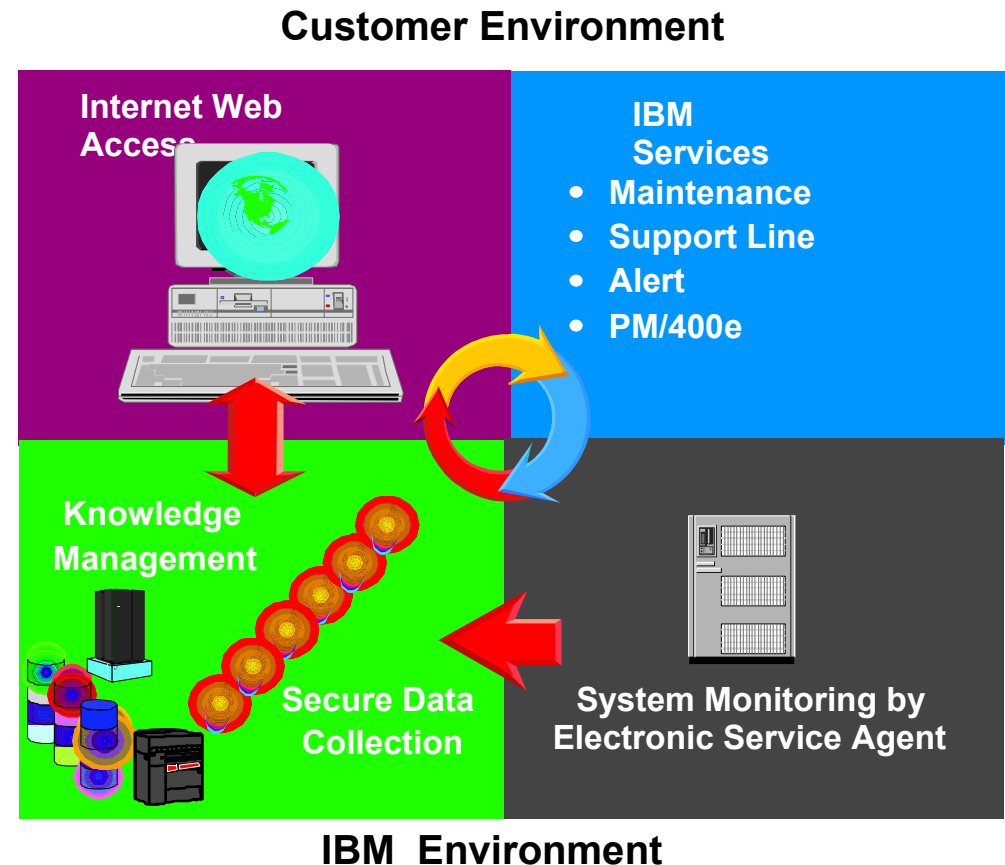 Customer Environment
Internet Web
Access
IBM
Services
• Maintenance
• Support Line
• Alert
• PM/400e
Knowledge
Management
Secure Data
Collection
System Monitoring by
Electronic Service Agent
IBM Environment